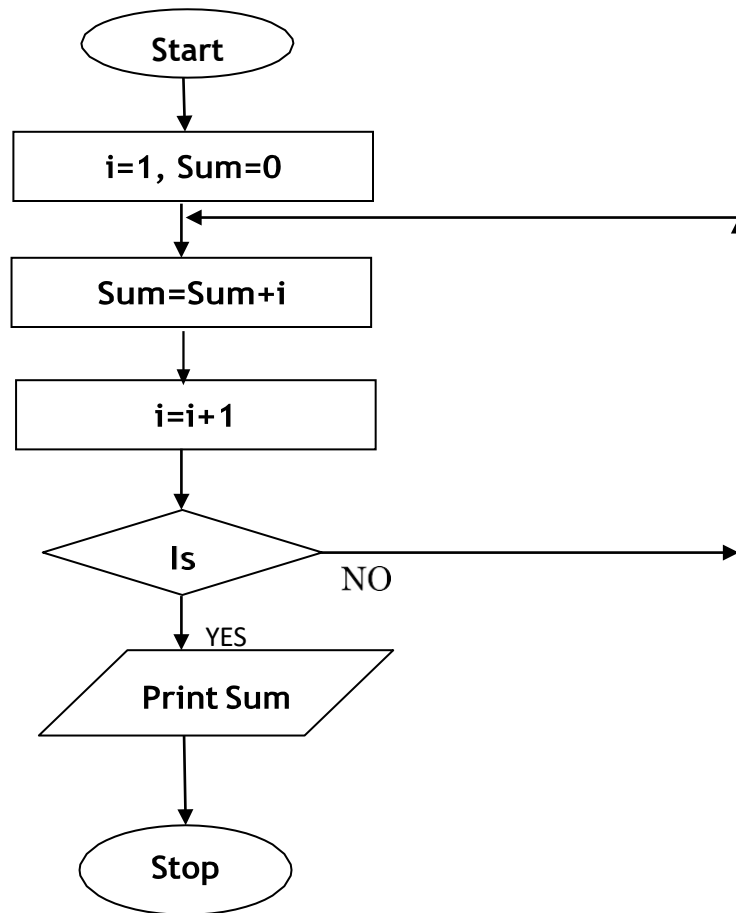 Start
i=1, Sum=0
Sum=Sum+i
i=i+1
Is
NO
YES
Print Sum
Stop